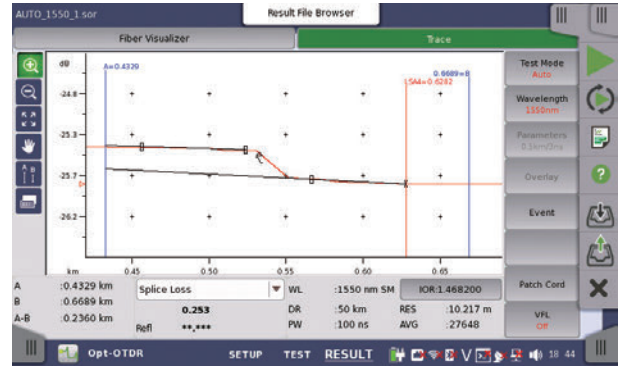 AUTO_1550_1.sor
Result File Browser
Fiber Visualizer
Trace
dB
A=0.4329
0.6689=B
LSA4=0.6282
-24.8
-25.3
-25.7
-26.2
km
0.45
0.50
0.55
0.60
0.65
Test Mode
Auto
Wavelength
1550nm
Parameters
0.1km/3ns
Overlay
Event
Patch Cord
VFL
Off
A :0.4329 km
B :0.6689 km
A-B :0.2360 km
Splice Loss
0.253
Refl **.***
WL :1550 nm SM
IOR:1.468200
DR :50 km
RES :10.217 m
PW :100 ns
AVG :27648
Opt-OTDR
SETUP
TEST
RESULT
V
18 44